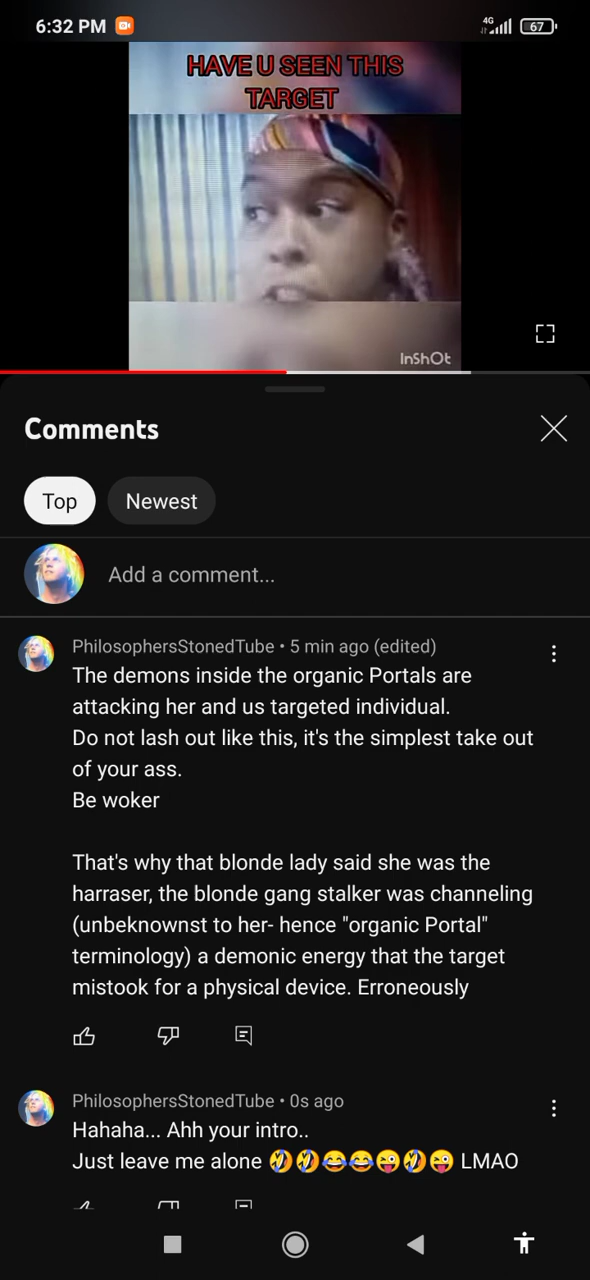 6:32 PM
4G
67
HAVE U SEEN THIS
TARGET
InShOt
Comments
Top
Newest
Add a comment...
PhilosophersStonedTube • 5 min ago (edited)
The demons inside the organic Portals are
attacking her and us targeted individual.
Do not lash out like this, it's the simplest take out
of your ass.
Be woker
That's why that blonde lady said she was the
harraser, the blonde gang stalker was channeling
(unbeknownst to her- hence "organic Portal"
terminology) a demonic energy that the target
mistook for a physical device. Erroneously
PhilosophersStonedTube • 0s ago
Hahaha... Ahh your intro..
Just leave me alone 🤣🤣😂😂😜🤣😜 LMAO